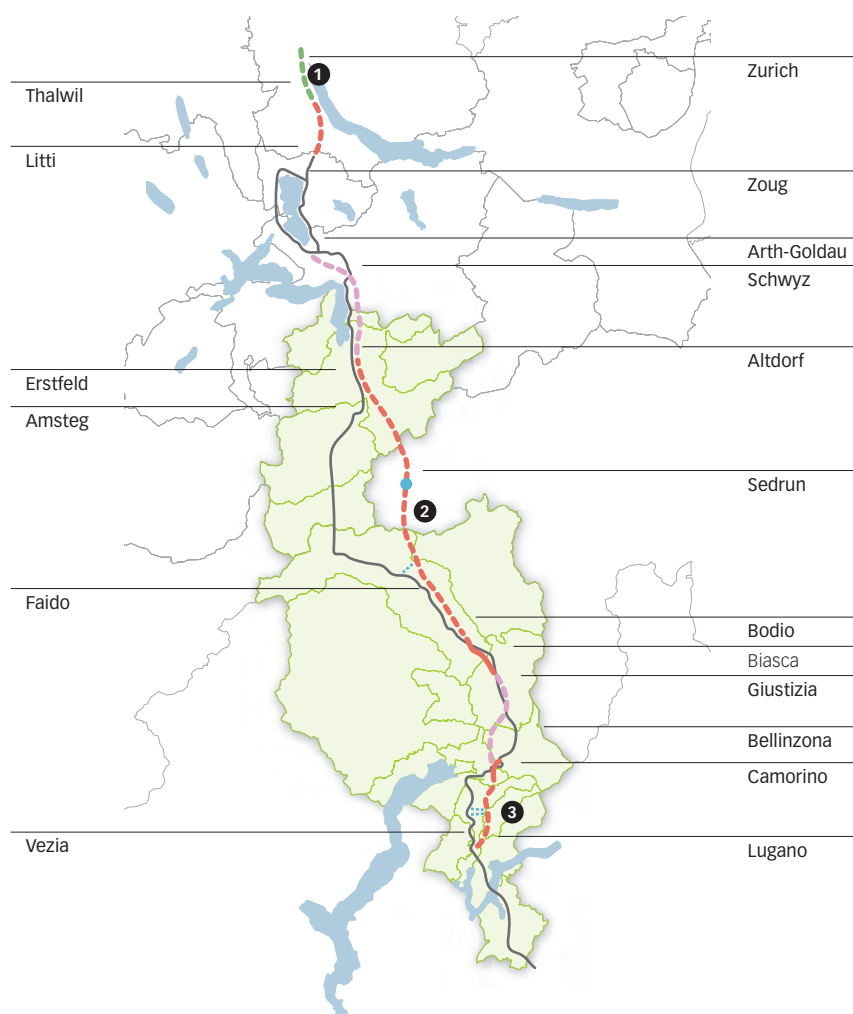 1
Zurich
Thalwil
Litti
Zoug
Arth-Goldau
Schwyz
Altdorf
Erstfeld
Amsteg
Sedrun
2
Faido
Bodio
Biasca
Giustizia
Bellinzona
Camorino
3
Vezia
Lugano